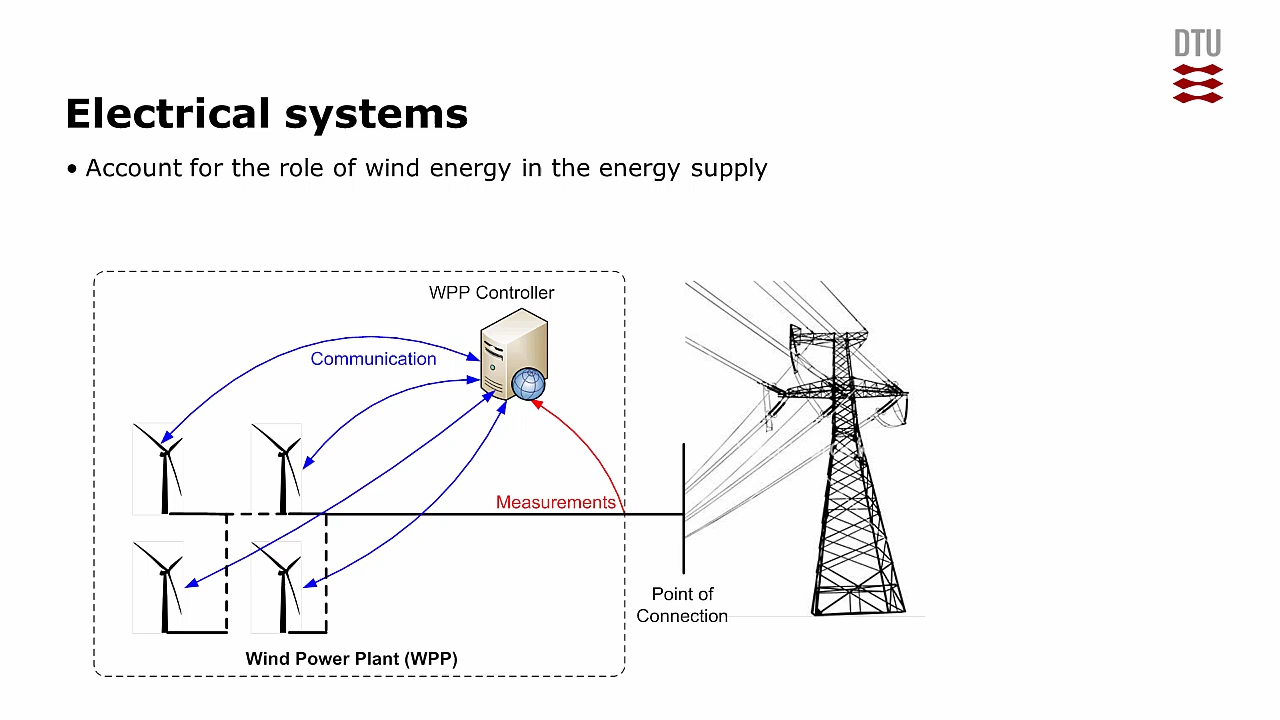 DTU
Electrical systems
• Account for the role of wind energy in the energy supply
WPP Controller
Communication
Measurements
Point of
Connection
Wind Power Plant (WPP)